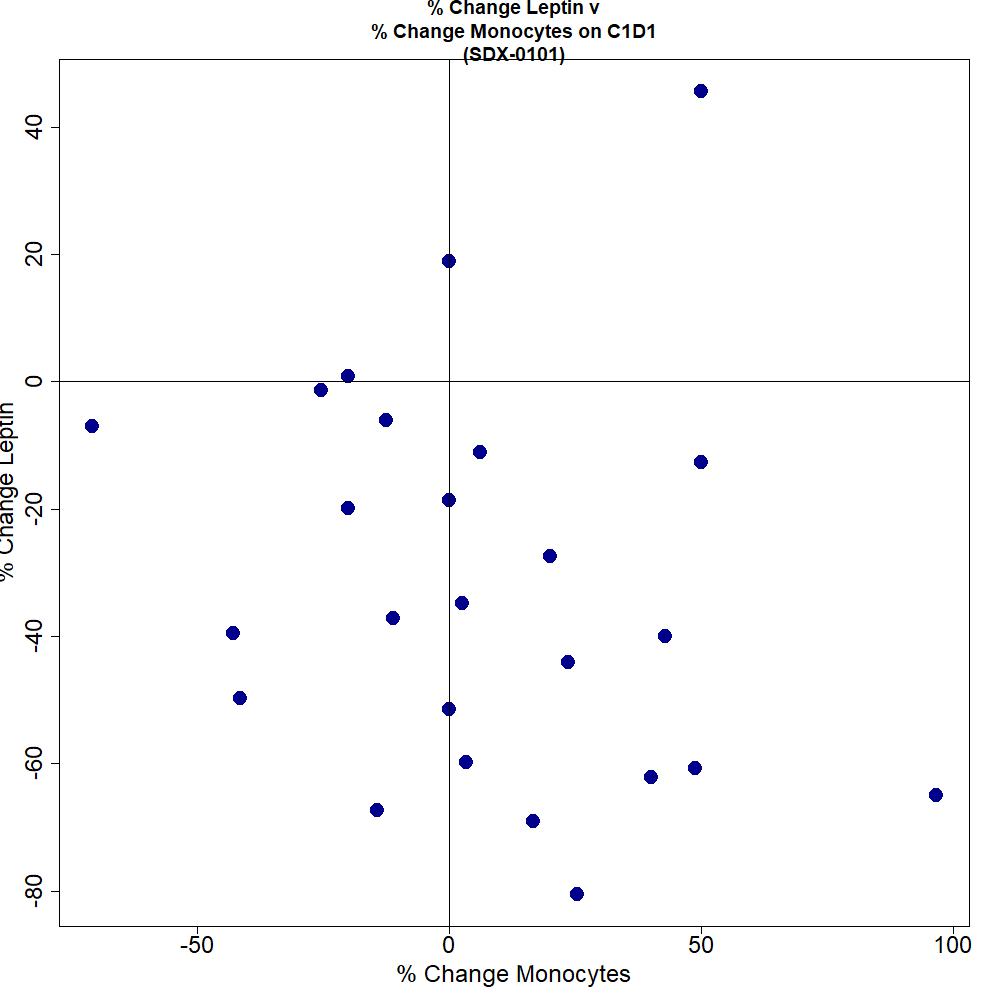 % Change Leptin v
% Change Monocytes on C1D1
(SDX-0101)
40
20
0
-20
-40
-60
-80
% Change Leptin
-50
0
50
100
% Change Monocytes